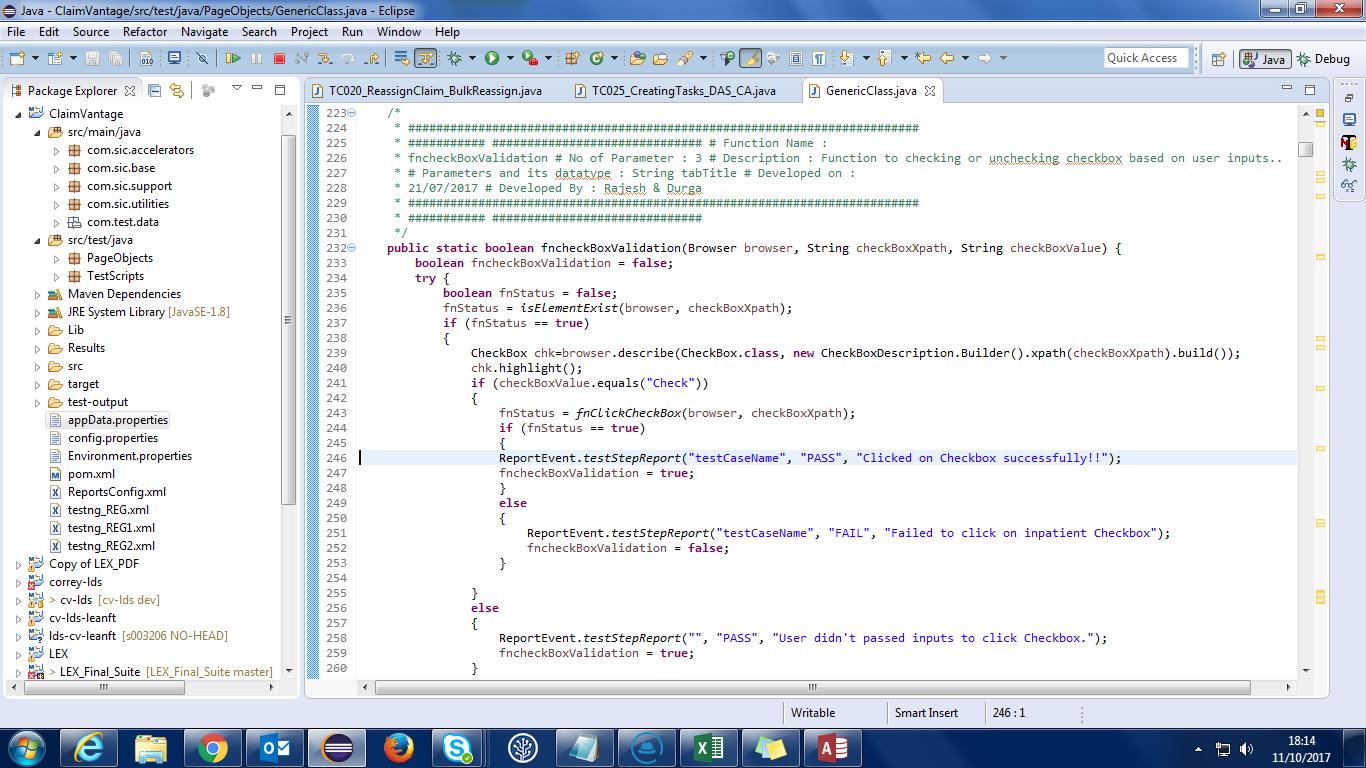 Java - ClaimVantage/src/test/java/PageObjects/GenericClass.java - Eclipse
File Edit Source Refactor Navigate Search Project Run Window Help
Quick Access Java Debug
Package Explorer
ClaimVantage
src/main/java
com.sic.accelerators
com.sic.base
com.sic.support
com.sic.utilities
com.test.data
src/test/java
PageObjects
TestScripts
Maven Dependencies
JRE System Library [JavaSE-1.8]
Lib
Results
src
target
test-output
appData.properties
config.properties
Environment.properties
pom.xml
ReportsConfig.xml
testng_REG.xml
testng_REG1.xml
testng_REG2.xml
Copy of LEX_PDF
correy-lds
> cv-lds [cv-lds dev]
cv-lds-leanft
lds-cv-leanft [s003206 NO-HEAD]
LEX
> LEX_Final_Suite [LEX_Final_Suite master]
TC020_ReassignClaim_BulkReassign.java TC025_CreatingTasks_DAS_CA.java GenericClass.java
223 /*
224 * #########################################################################
225 * ########### ############################## # Function Name :
226 * fncheckBoxValidation # No of Parameter : 3 # Description : Function to checking or unchecking checkbox based on user inputs..
227 * # Parameters and its datatype : String tabTitle # Developed on :
228 * 21/07/2017 # Developed By : Rajesh & Durga
229 * #########################################################################
230 * ########### ##############################
231 */
232 public static boolean fncheckBoxValidation(Browser browser, String checkBoxXpath, String checkBoxValue) {
233 boolean fncheckBoxValidation = false;
234 try {
235 boolean fnStatus = false;
236 fnStatus = isElementExist(browser, checkBoxXpath);
237 if (fnStatus == true)
238 {
239 CheckBox chk=browser.describe(CheckBox.class, new CheckBoxDescription.Builder().xpath(checkBoxXpath).build());
240 chk.highlight();
241 if (checkBoxValue.equals("Check"))
242 {
243 fnStatus = fnClickCheckBox(browser, checkBoxXpath);
244 if (fnStatus == true)
245 {
246 ReportEvent.testStepReport("testCaseName", "PASS", "Clicked on Checkbox successfully!!");
247 fncheckBoxValidation = true;
248 }
249 else
250 {
251 ReportEvent.testStepReport("testCaseName", "FAIL", "Failed to click on inpatient Checkbox");
252 fncheckBoxValidation = false;
253 }
254
255 }
256 else
257 {
258 ReportEvent.testStepReport("", "PASS", "User didn't passed inputs to click Checkbox.");
259 fncheckBoxValidation = true;
260 }
Writable Smart Insert 246 : 1
18:14
11/10/2017